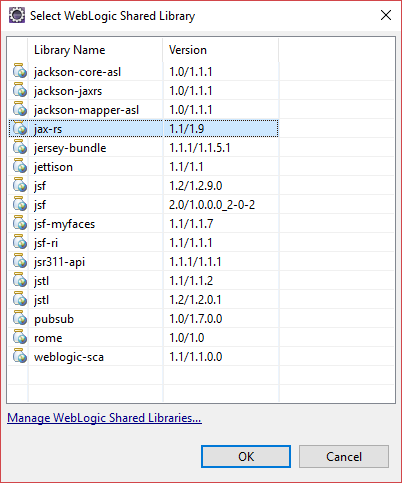 Select WebLogic Shared Library
Library Name Version
jackson-core-asl 1.0/1.1.1
jackson-jaxrs 1.0/1.1.1
jackson-mapper-asl 1.0/1.1.1
jax-rs 1.1/1.9
jersey-bundle 1.1.1/1.1.5.1
jettison 1.1/1.1
jsf 1.2/1.2.9.0
jsf 2.0/1.0.0.0_2-0-2
jsf-myfaces 1.1/1.1.7
jsf-ri 1.1/1.1.1
jsr311-api 1.1.1/1.1.1
jstl 1.1/1.1.2
jstl 1.2/1.2.0.1
pubsub 1.0/1.7.0.0
rome 1.0/1.0
weblogic-sca 1.1/1.1.0.0
Manage WebLogic Shared Libraries...
OK Cancel